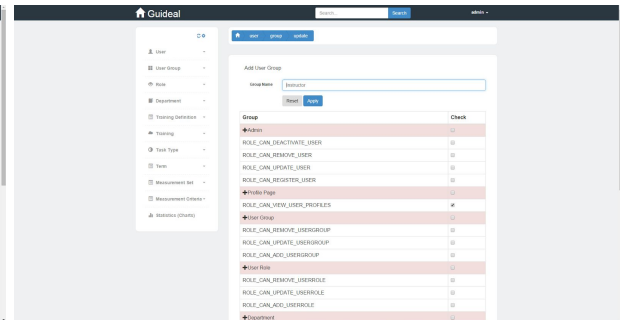 Guideal
Search..
Search
admin
user group update
User
User Group
Role
Department
Training Definition
Training
Task Type
Term
Measurement Set
Measurement Criteria
Statistics (Charts)
Add User Group
Group Name
Instructor
Reset Apply
Group Check
Admin
ROLE_CAN_DEACTIVATE_USER
ROLE_CAN_REMOVE_USER
ROLE_CAN_UPDATE_USER
ROLE_CAN_REGISTER_USER
Profile Page
ROLE_CAN_VIEW_USER_PROFILES
User Group
ROLE_CAN_REMOVE_USERGROUP
ROLE_CAN_UPDATE_USERGROUP
ROLE_CAN_ADD_USERGROUP
User Role
ROLE_CAN_REMOVE_USERROLE
ROLE_CAN_UPDATE_USERROLE
ROLE_CAN_ADD_USERROLE
Department